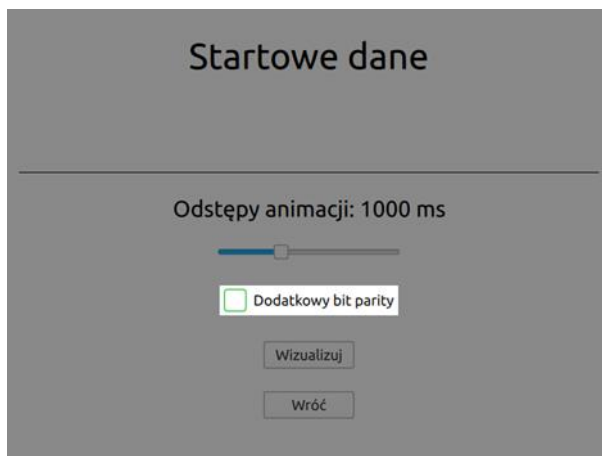 Startowe dane
Odstępy animacji: 1000 ms
Dodatkowy bit parity
Wizualizuj
Wróć